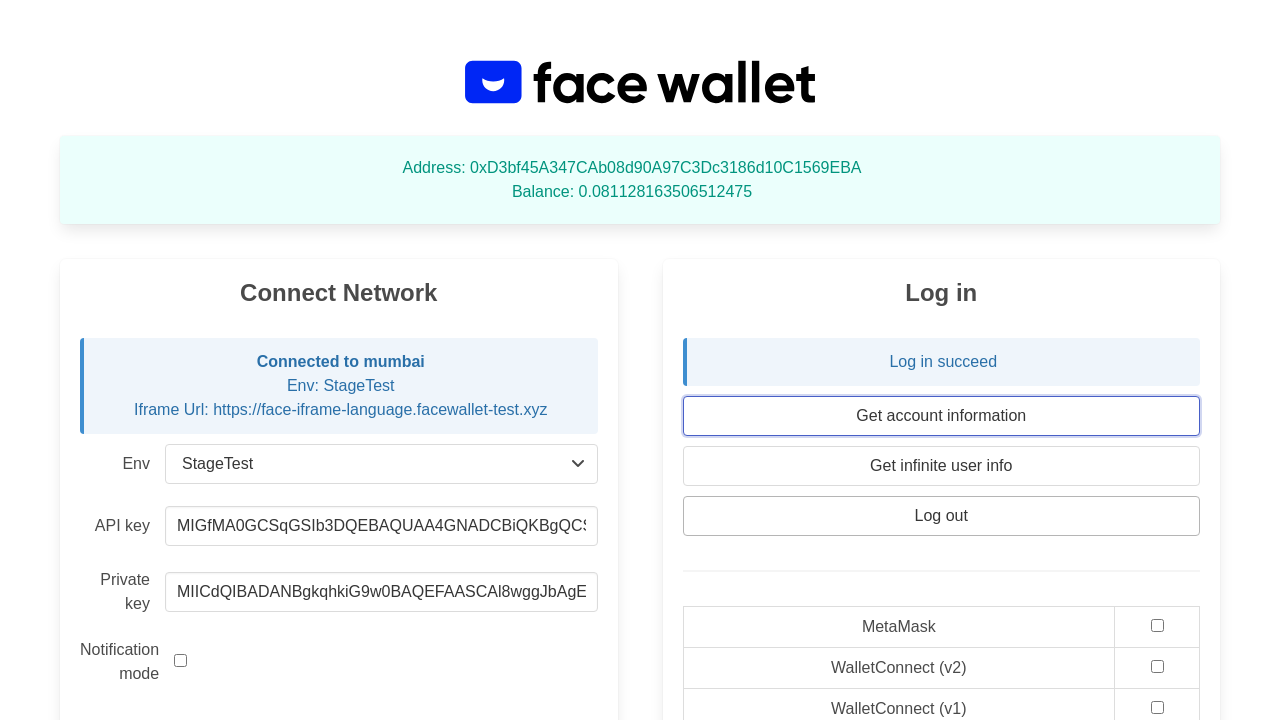 face wallet
Address: 0xD3bf45A347CAb08d90A97C3Dc3186d10C1569EBA
Balance: 0.081128163506512475
Connect Network
Connected to mumbai
Env: StageTest
Iframe Url: https://face-iframe-language.facewallet-test.xyz
Env
StageTest
API key
MIGfMA0GCSqGSIb3DQEBAQUAA4GNADCBiQKBgQCS
Private
key
MIICdQIBADANBgkqhkiG9w0BAQEFAASCAl8wggJbAgE
Notification
mode
Log in
Log in succeed
Get account information
Get infinite user info
Log out
MetaMask
WalletConnect (v2)
WalletConnect (v1)